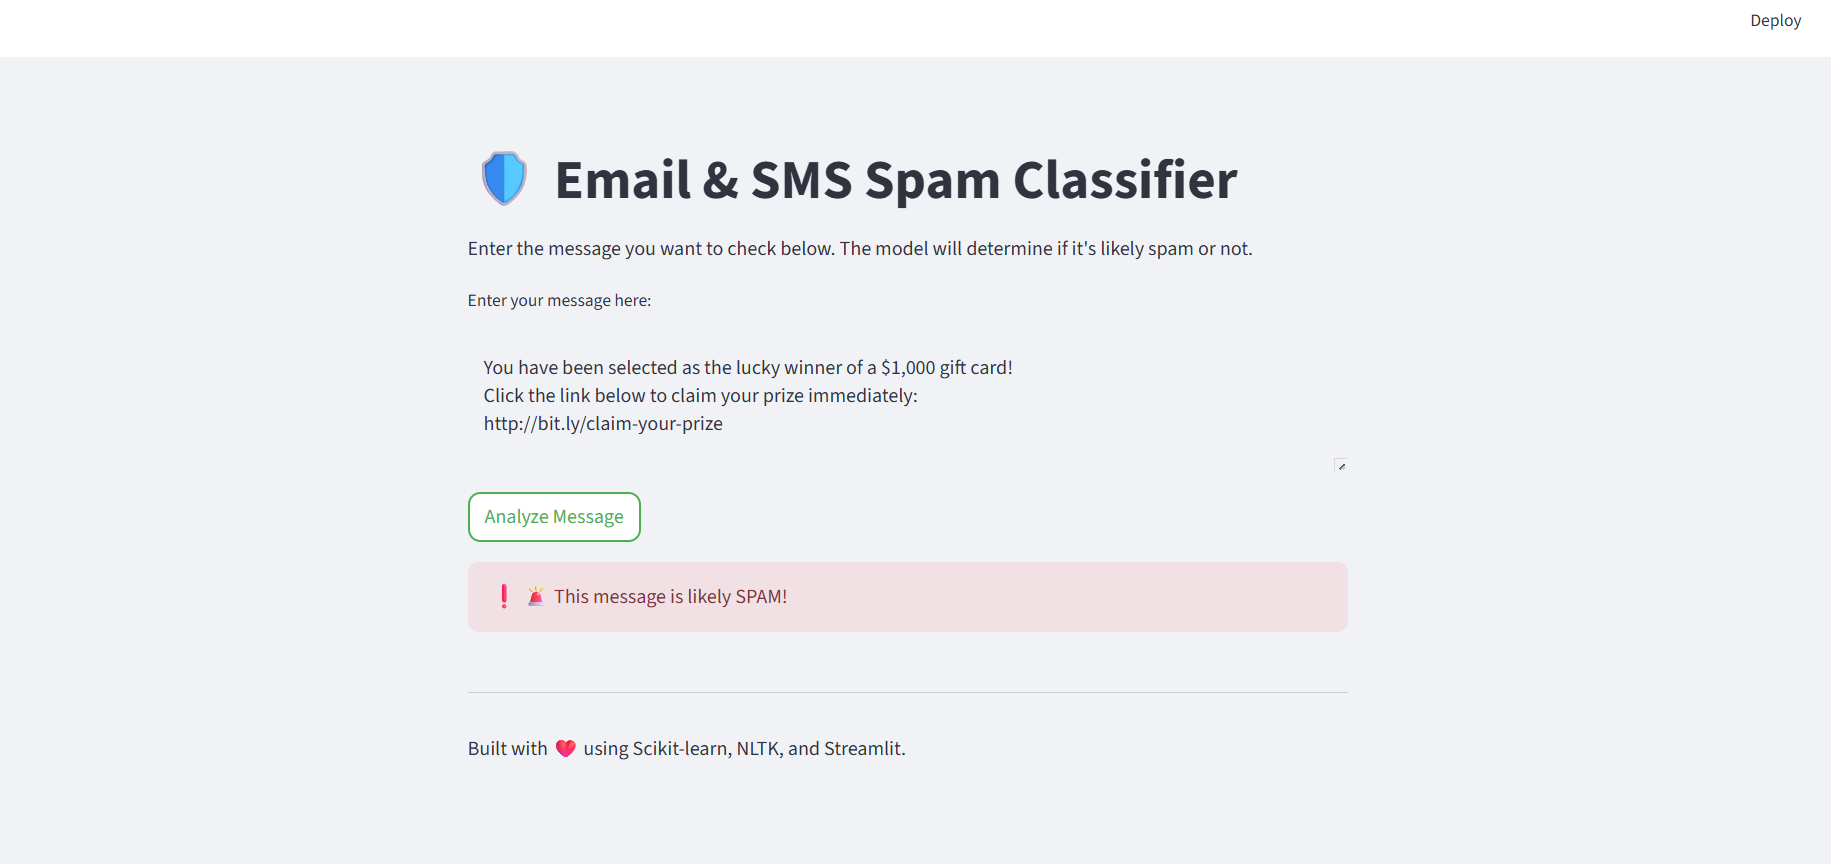 Deploy
🛡️ Email & SMS Spam Classifier
Enter the message you want to check below. The model will determine if it's likely spam or not.
Enter your message here:
You have been selected as the lucky winner of a $1,000 gift card!
Click the link below to claim your prize immediately:
http://bit.ly/claim-your-prize
Analyze Message
❗ 🚨 This message is likely SPAM!
Built with ❤️ using Scikit-learn, NLTK, and Streamlit.